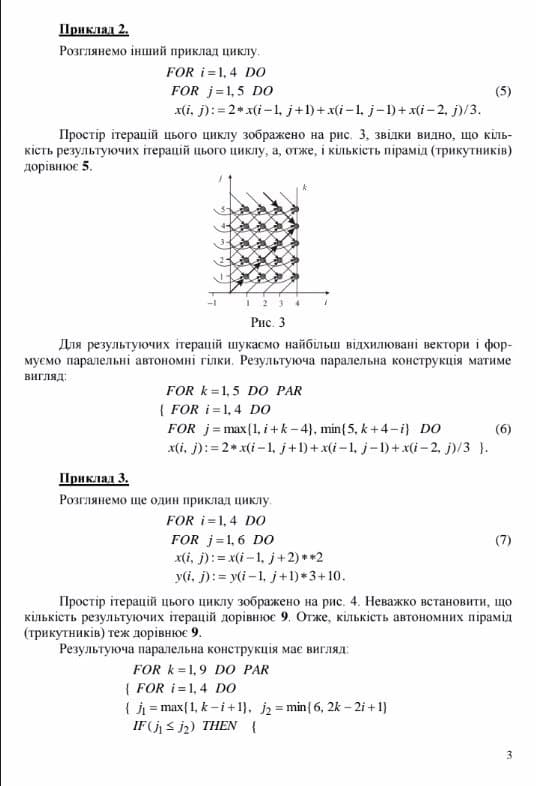 Приклад 2.
Розглянемо інший приклад циклу.
FOR i = 1, 4 DO
FOR j = 1, 5 DO (5)
x(i, j) := 2 * x(i−1, j+1) + x(i−1, j−1) + x(i−2, j)/3.
Простір ітерацій цього циклу зображено на рис. 3, звідки видно, що кіль-
кість результуючих ітерацій цього циклу, а, отже, і кількість пірамід (трикутників)
дорівнює 5.
j
k
5
4
3
2
1
−1 1 2 3 4 i
Рис. 3
Для результуючих ітерацій шукаємо найбільш відхилювані вектори і фор-
муємо паралельні автономні гілки. Результуюча паралельна конструкція матиме
вигляд:
FOR k = 1, 5 DO PAR
{ FOR i = 1, 4 DO
FOR j = max{1, i + k − 4}, min{5, k + 4 − i} DO (6)
x(i, j) := 2 * x(i−1, j+1) + x(i−1, j−1) + x(i−2, j)/3 }.
Приклад 3.
Розглянемо ще один приклад циклу.
FOR i = 1, 4 DO
FOR j = 1, 6 DO (7)
x(i, j) := x(i−1, j+2)**2
y(i, j) := y(i−1, j+1)*3+10.
Простір ітерацій цього циклу зображено на рис. 4. Неважко встановити, що
кількість результуючих ітерацій дорівнює 9. Отже, кількість автономних пірамід
(трикутників) теж дорівнює 9.
Результуюча паралельна конструкція має вигляд:
FOR k = 1, 9 DO PAR
{ FOR i = 1, 4 DO
{ j₁ = max{1, k − i + 1}, j₂ = min{6, 2k − 2i + 1}
IF(j₁ ≤ j₂) THEN {
3